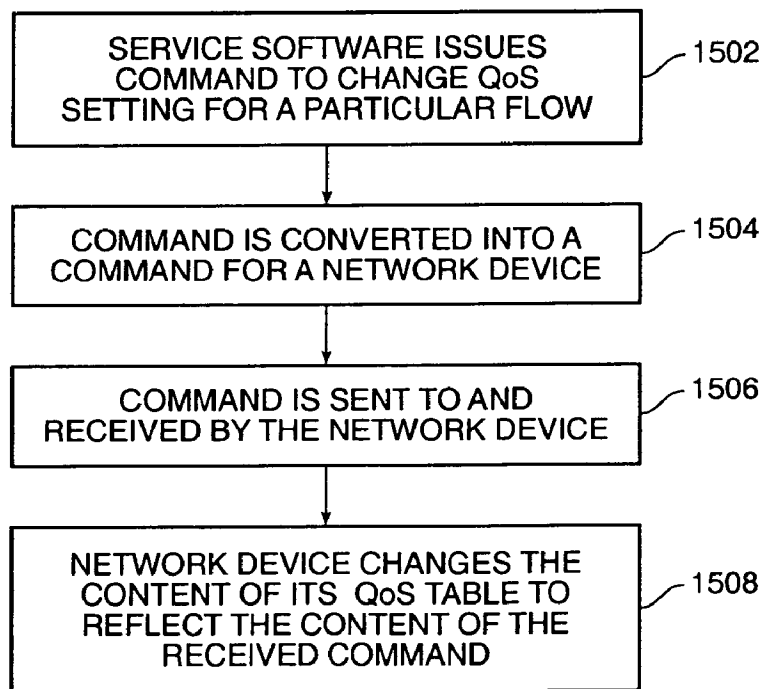 SERVICE SOFTWARE ISSUES
COMMAND TO CHANGE QoS
SETTING FOR A PARTICULAR FLOW
1502
COMMAND IS CONVERTED INTO A
COMMAND FOR A NETWORK DEVICE
1504
COMMAND IS SENT TO AND
RECEIVED BY THE NETWORK DEVICE
1506
NETWORK DEVICE CHANGES THE
CONTENT OF ITS QoS TABLE TO
REFLECT THE CONTENT OF THE
RECEIVED COMMAND
1508